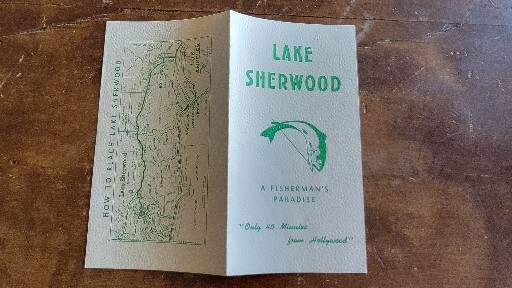 LAKE
SHERWOOD
A FISHERMAN'S
PARADISE
"Only 45 Minutes
from Hollywood"
HOW TO REACH LAKE SHERWOOD
Lake Sherwood